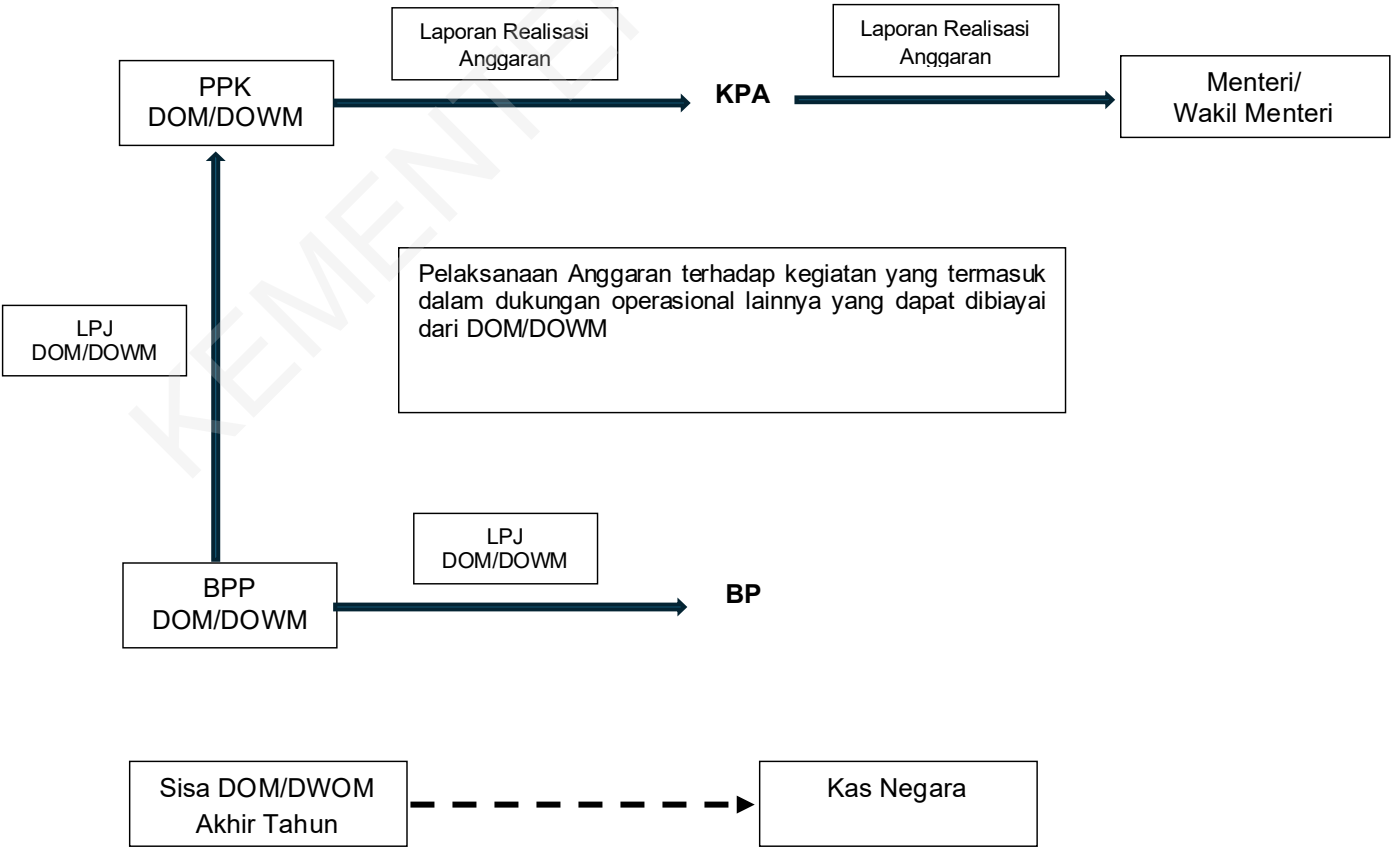 Laporan Realisasi
Anggaran
Laporan Realisasi
Anggaran
PPK
DOM/DOWM
KPA
Menteri/
Wakil Menteri
Pelaksanaan Anggaran terhadap kegiatan yang termasuk
dalam dukungan operasional lainnya yang dapat dibiayai
dari DOM/DOWM
LPJ
DOM/DOWM
LPJ
DOM/DOWM
BPP
DOM/DOWM
BP
Sisa DOM/DWOM
Akhir Tahun
Kas Negara
KEMENTE